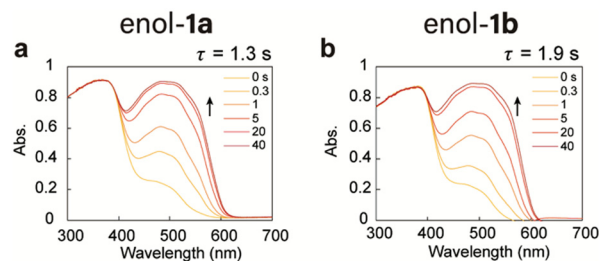 enol-1a
a
τ = 1.3 s
1
0.8
0.6
0.4
0.2
0
Abs.
0 s
0.3
1
5
20
40
300 400 500 600 700
Wavelength (nm)
enol-1b
b
τ = 1.9 s
1
0.8
0.6
0.4
0.2
0
Abs.
0 s
0.3
1
5
20
40
300 400 500 600 700
Wavelength (nm)